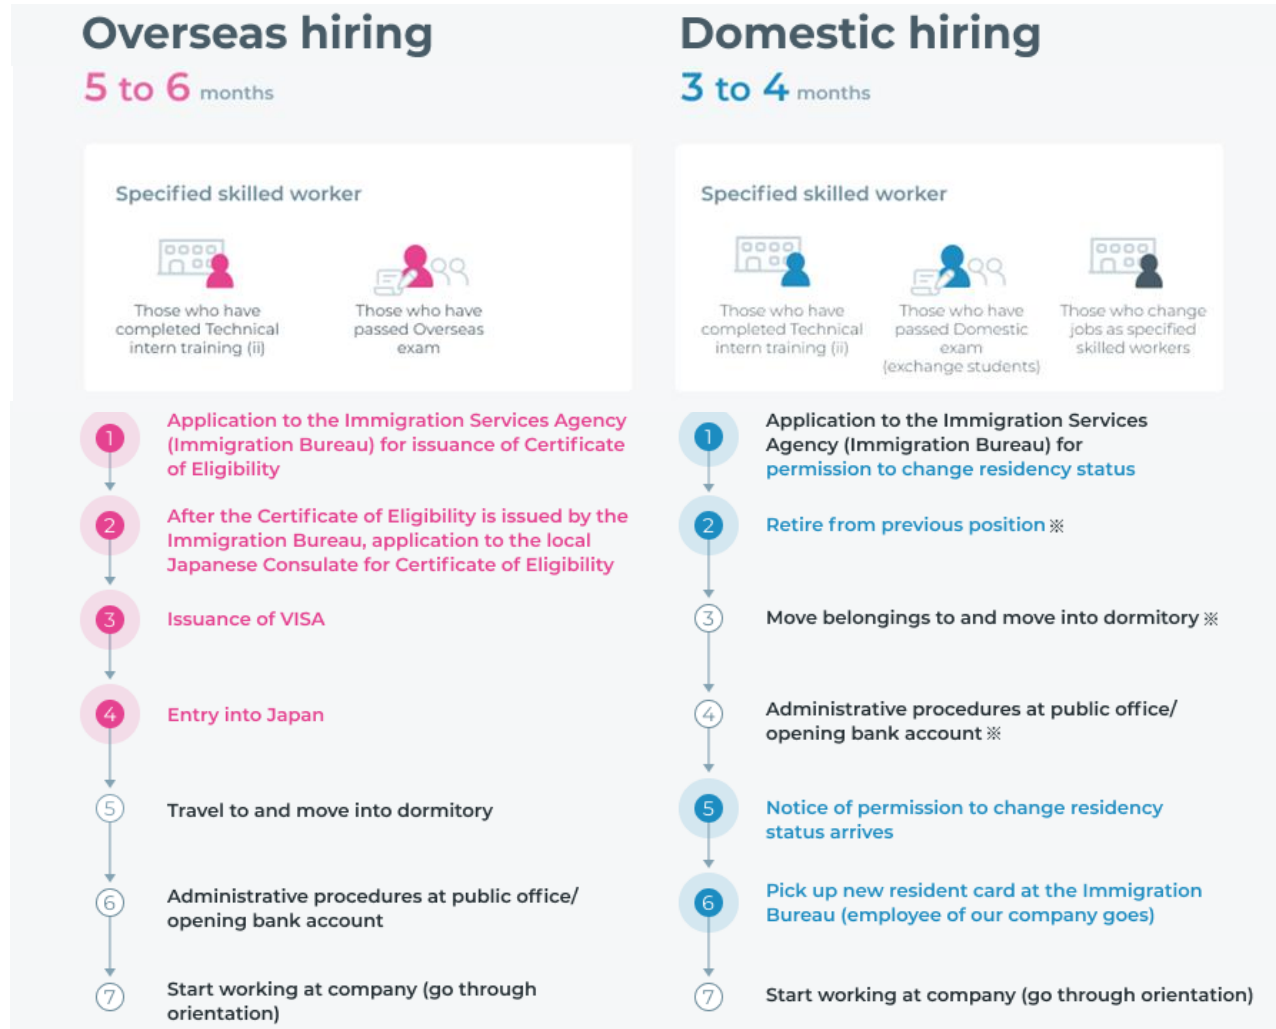 Overseas hiring
5 to 6 months
Specified skilled worker
Those who have
completed Technical
intern training (ii)
Those who have
passed Overseas
exam
1
Application to the Immigration Services Agency
(Immigration Bureau) for issuance of Certificate
of Eligibility
2
After the Certificate of Eligibility is issued by the
Immigration Bureau, application to the local
Japanese Consulate for Certificate of Eligibility
3
Issuance of VISA
4
Entry into Japan
5
Travel to and move into dormitory
6
Administrative procedures at public office/
opening bank account
7
Start working at company (go through
orientation)
Domestic hiring
3 to 4 months
Specified skilled worker
Those who have
completed Technical
intern training (ii)
Those who have
passed Domestic
exam
(exchange students)
Those who change
jobs as specified
skilled workers
1
Application to the Immigration Services
Agency (Immigration Bureau) for
permission to change residency status
2
Retire from previous position ※
3
Move belongings to and move into dormitory ※
4
Administrative procedures at public office/
opening bank account ※
5
Notice of permission to change residency
status arrives
6
Pick up new resident card at the Immigration
Bureau (employee of our company goes)
7
Start working at company (go through orientation)